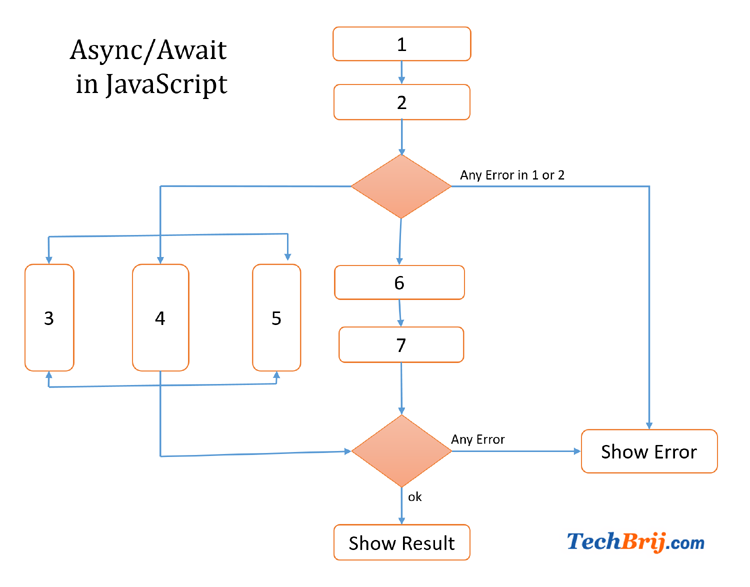 Async/Await
in JavaScript
1
2
Any Error in 1 or 2
3
4
5
6
7
Any Error
Show Error
ok
Show Result
TechBrij.com